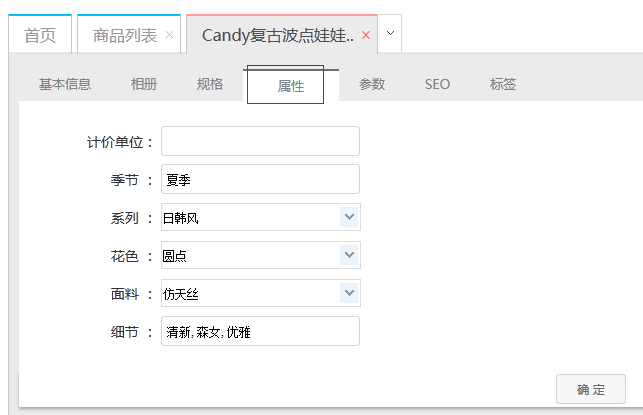 首页 商品列表 × Candy复古波点娃娃.. ×
基本信息 相册 规格 属性 参数 SEO 标签
计价单位：
季节 ： 夏季
系列 ： 日韩风
花色 ： 圆点
面料 ： 仿天丝
细节 ： 清新,森女,优雅
确 定